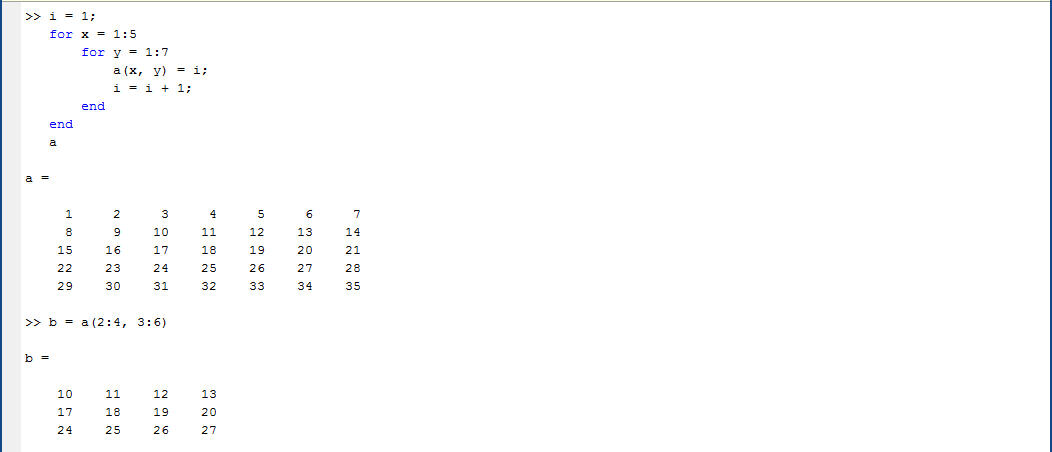 >> i = 1;
for x = 1:5
for y = 1:7
a(x, y) = i;
i = i + 1;
end
end
a
a =
1 2 3 4 5 6 7
8 9 10 11 12 13 14
15 16 17 18 19 20 21
22 23 24 25 26 27 28
29 30 31 32 33 34 35
>> b = a(2:4, 3:6)
b =
10 11 12 13
17 18 19 20
24 25 26 27